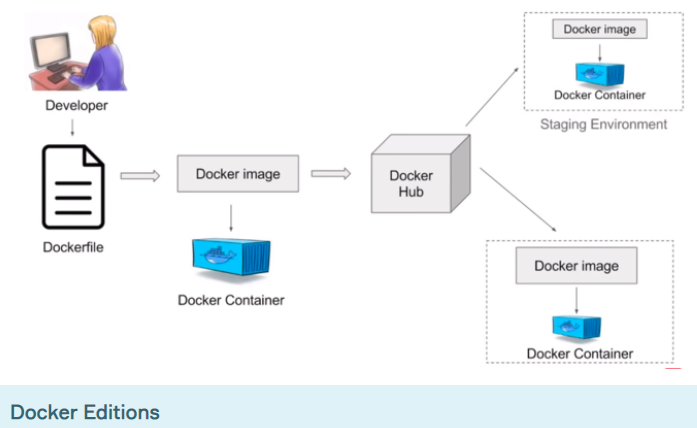 Developer
Dockerfile
Docker image
Docker Container
Docker
Hub
Docker image
Docker Container
Staging Environment
Docker image
Docker Container
Docker Editions